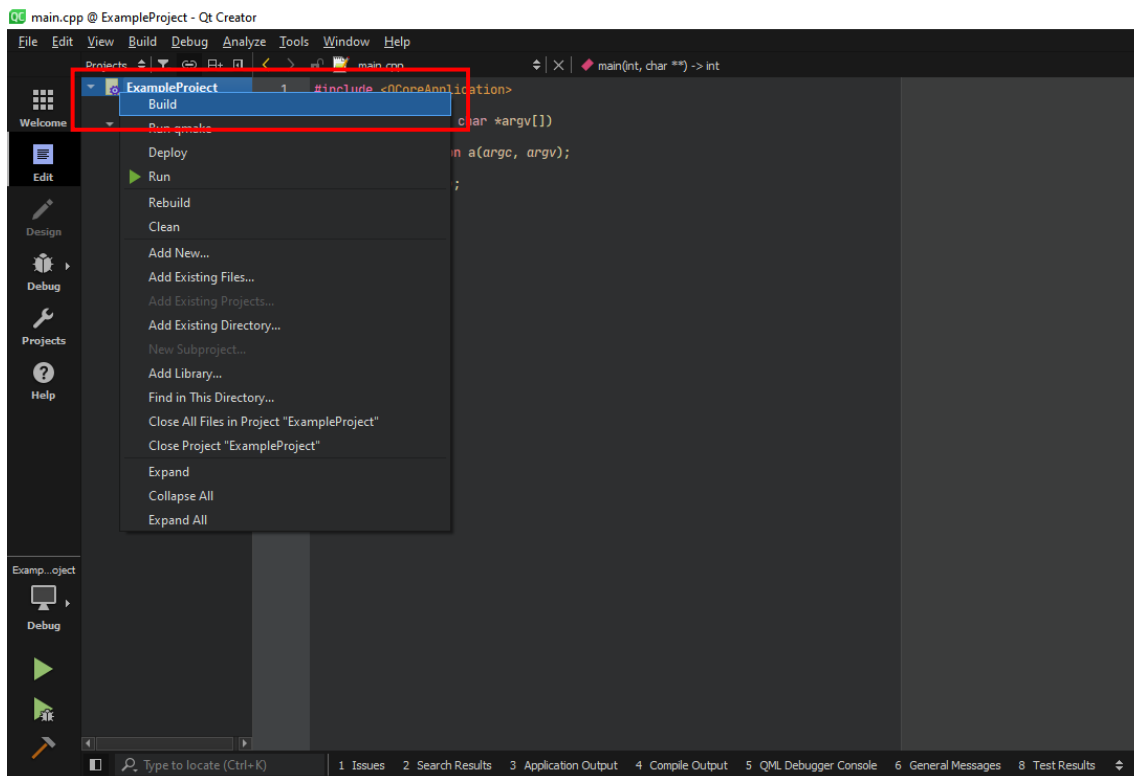 QC main.cpp @ ExampleProject - Qt Creator
File Edit View Build Debug Analyze Tools Window Help
Projects main.cpp main(int, char **) -> int
ExampleProject
1 #include <QCoreApplication>
char *argv[])
a(argc, argv);
;
Welcome
Edit
Design
Debug
Projects
Help
Build
Run qmake
Deploy
Run
Rebuild
Clean
Add New...
Add Existing Files...
Add Existing Projects...
Add Existing Directory...
New Subproject...
Add Library...
Find in This Directory...
Close All Files in Project "ExampleProject"
Close Project "ExampleProject"
Expand
Collapse All
Expand All
Examp...oject
Debug
Type to locate (Ctrl+K) 1 Issues 2 Search Results 3 Application Output 4 Compile Output 5 QML Debugger Console 6 General Messages 8 Test Results